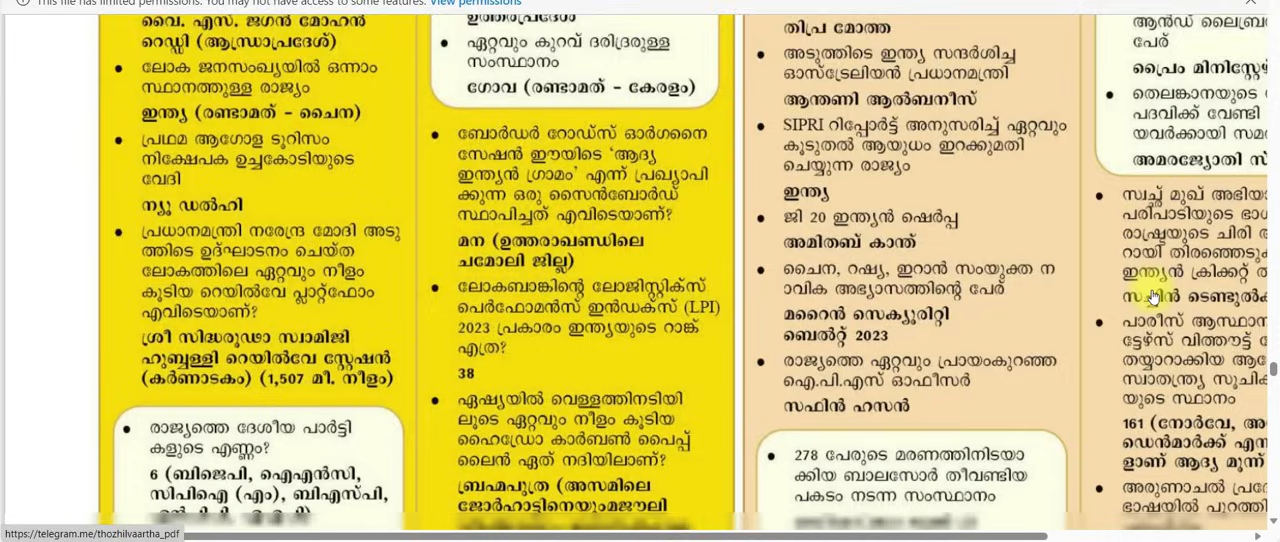 This file has limited permissions. You may not have access to some features. View permissions
വൈ. എസ്. ജഗൻ മോഹൻ
റെഡ്ഡി (ആന്ധ്രാപ്രദേശ്)
ലോക ജനസംഖ്യയിൽ ഒന്നാം
സ്ഥാനത്തുള്ള രാജ്യം
ഇന്ത്യ (രണ്ടാമത് - ചൈന)
പ്രഥമ ആഗോള ടൂറിസം
നിക്ഷേപക ഉച്ചകോടിയുടെ
വേദി
ന്യൂ ഡൽഹി
പ്രധാനമന്ത്രി നരേന്ദ്ര മോദി അടു
ത്തിടെ ഉദ്ഘാടനം ചെയ്ത
ലോകത്തിലെ ഏറ്റവും നീളം
കൂടിയ റെയിൽവേ പ്ലാറ്റ്ഫോം
എവിടെയാണ്?
ശ്രീ സിദ്ധരൂഢാ സ്വാമിജി
ഹുബ്ബള്ളി റെയിൽവേ സ്റ്റേഷൻ
(കർണാടകം) (1,507 മീ. നീളം)
രാജ്യത്തെ ദേശീയ പാർട്ടി
കളുടെ എണ്ണം?
6 (ബിജെപി, ഐഎൻസി,
സിപിഐ (എം), ബിഎസ്പി,
ഉത്തരപ്രദേശ്
ഏറ്റവും കുറവ് ദരിദ്രരുള്ള
സംസ്ഥാനം
ഗോവ (രണ്ടാമത് - കേരളം)
ബോർഡർ റോഡ്സ് ഓർഗനൈ
സേഷൻ ഈയിടെ 'ആദ്യ
ഇന്ത്യൻ ഗ്രാമം' എന്ന് പ്രഖ്യാപി
ക്കുന്ന ഒരു സൈൻബോർഡ്
സ്ഥാപിച്ചത് എവിടെയാണ്?
മന (ഉത്തരാഖണ്ഡിലെ
ചമോലി ജില്ല)
ലോകബാങ്കിന്റെ ലോജിസ്റ്റിക്സ്
പെർഫോമൻസ് ഇൻഡക്സ് (LPI)
2023 പ്രകാരം ഇന്ത്യയുടെ റാങ്ക്
എത്ര?
38
ഏഷ്യയിൽ വെള്ളത്തിനടിയി
ലൂടെ ഏറ്റവും നീളം കൂടിയ
ഹൈഡ്രോ കാർബൺ പൈപ്പ്
ലൈൻ ഏത് നദിയിലാണ്?
ബ്രഹ്മപുത്ര (അസമിലെ
ജോർഹാട്ടിനെയുംമജൗലി
തിപ്ര മോത്ത
അടുത്തിടെ ഇന്ത്യ സന്ദർശിച്ച
ഓസ്ട്രേലിയൻ പ്രധാനമന്ത്രി
ആന്തണി ആൽബനീസ്
SIPRI റിപ്പോർട്ട് അനുസരിച്ച് ഏറ്റവും
കൂടുതൽ ആയുധം ഇറക്കുമതി
ചെയ്യുന്ന രാജ്യം
ഇന്ത്യ
ജി 20 ഇന്ത്യൻ ഷെർപ്പ
അമിതബ് കാന്ത്
ചൈന, റഷ്യ, ഇറാൻ സംയുക്ത ന
ാവിക അഭ്യാസത്തിന്റെ പേര്
മറൈൻ സെക്യൂരിറ്റി
ബെൽറ്റ് 2023
രാജ്യത്തെ ഏറ്റവും പ്രായംകുറഞ്ഞ
ഐ.പി.എസ് ഓഫീസർ
സഫിൻ ഹസൻ
278 പേരുടെ മരണത്തിനിടയാ
ക്കിയ ബാലസോർ തീവണ്ടിയ
പകടം നടന്ന സംസ്ഥാനം
ആൻഡ് ലൈബ്ര
പേര്
പ്രൈം മിനിസ്റ്റേഴ്
തെലങ്കാനയുടെ
പദവിക്ക് വേണ്ടി
യവർക്കായി സമ
അമരജ്യോതി സ്
സ്വച്ഛ് മുഖ് അഭിയാ
പരിപാടിയുടെ ഭാഗ
രാഷ്ട്രയുടെ ചിരി
റായി തിരഞ്ഞെടുക
ഇന്ത്യൻ ക്രിക്കറ്റ് ത
സച്ചിൻ ടെണ്ടുൽക
പാരീസ് ആസ്ഥാന
ട്ടേഴ്സ് വിത്തൗട്ട്
തയ്യാറാക്കിയ ആ
സ്വാതന്ത്ര്യ സൂചിക
യുടെ സ്ഥാനം
161 (നോർവേ, അ
ഡെൻമാർക്ക് എന
ളാണ് ആദ്യ മൂന്ന്
അരുണാചൽ പ്രദേ
ഭാഷയിൽ പുറത്തി
https://telegram.me/thozhilvaartha_pdf